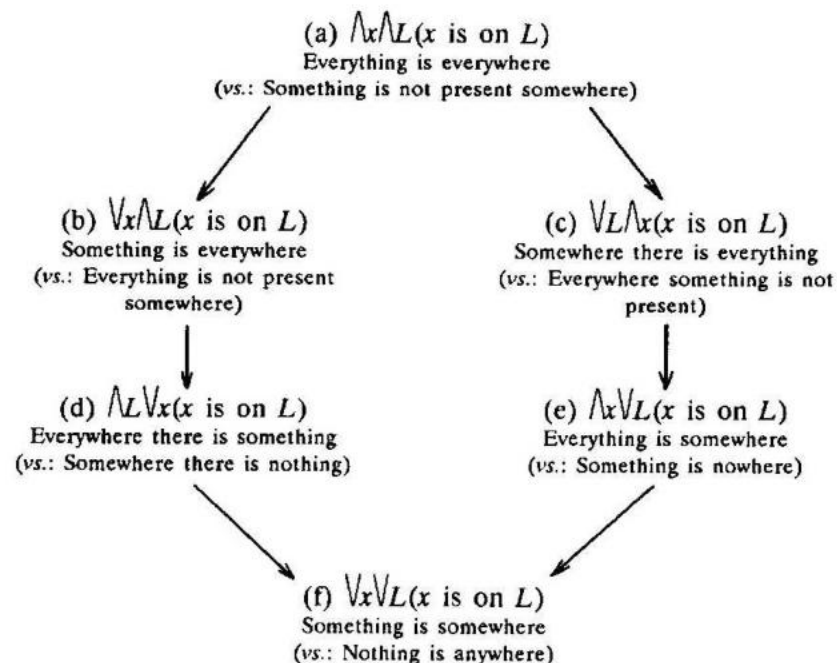 (a) ⋀x⋀L(x is on L)
Everything is everywhere
(vs.: Something is not present somewhere)
(b) ⋁x⋀L(x is on L)
Something is everywhere
(vs.: Everything is not present
somewhere)
(c) ⋁L⋀x(x is on L)
Somewhere there is everything
(vs.: Everywhere something is not
present)
(d) ⋀L⋁x(x is on L)
Everywhere there is something
(vs.: Somewhere there is nothing)
(e) ⋀x⋁L(x is on L)
Everything is somewhere
(vs.: Something is nowhere)
(f) ⋁x⋁L(x is on L)
Something is somewhere
(vs.: Nothing is anywhere)